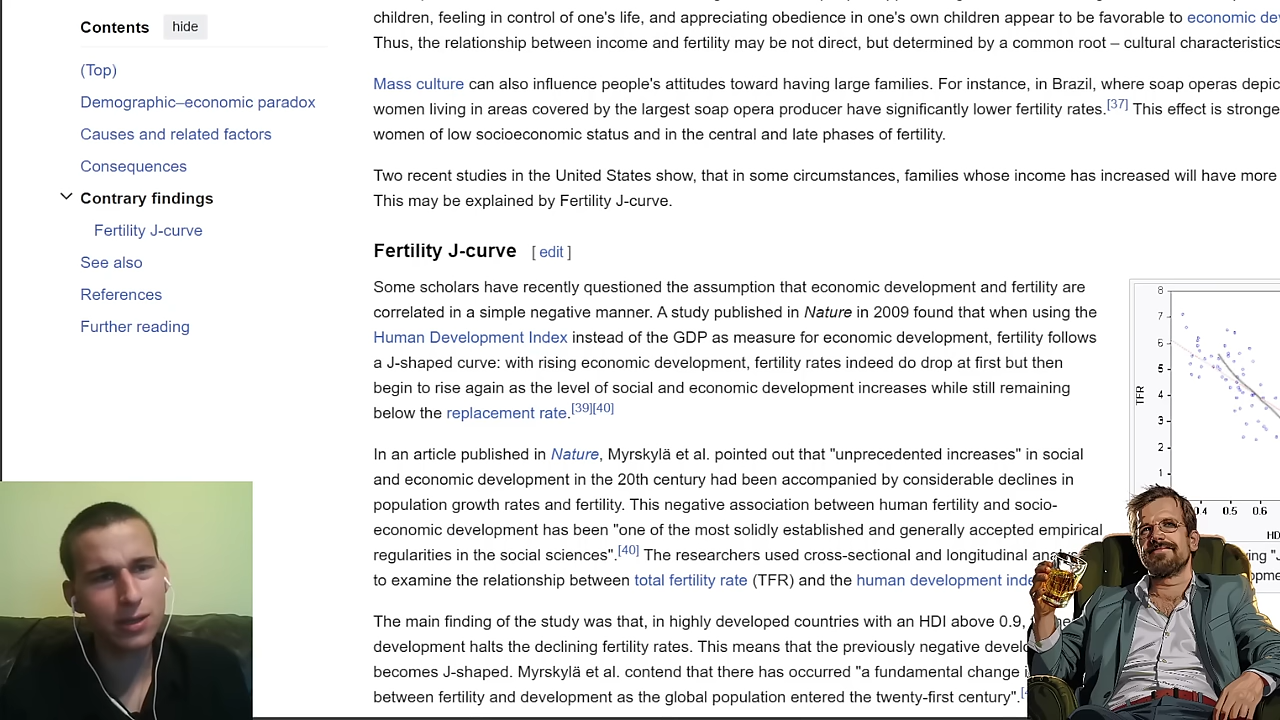 Contents hide
(Top)
Demographic–economic paradox
Causes and related factors
Consequences
Contrary findings
Fertility J-curve
See also
References
Further reading
children, feeling in control of one's life, and appreciating obedience in one's own children appear to be favorable to economic de
Thus, the relationship between income and fertility may be not direct, but determined by a common root – cultural characteristics
Mass culture can also influence people's attitudes toward having large families. For instance, in Brazil, where soap operas depic
women living in areas covered by the largest soap opera producer have significantly lower fertility rates.[37] This effect is stronge
women of low socioeconomic status and in the central and late phases of fertility.
Two recent studies in the United States show, that in some circumstances, families whose income has increased will have more
This may be explained by Fertility J-curve.
Fertility J-curve [ edit ]
Some scholars have recently questioned the assumption that economic development and fertility are
correlated in a simple negative manner. A study published in Nature in 2009 found that when using the
Human Development Index instead of the GDP as measure for economic development, fertility follows
a J-shaped curve: with rising economic development, fertility rates indeed do drop at first but then
begin to rise again as the level of social and economic development increases while still remaining
below the replacement rate.[39][40]
In an article published in Nature, Myrskylä et al. pointed out that "unprecedented increases" in social
and economic development in the 20th century had been accompanied by considerable declines in
population growth rates and fertility. This negative association between human fertility and socio-
economic development has been "one of the most solidly established and generally accepted empirical
regularities in the social sciences".[40] The researchers used cross-sectional and longitudinal
to examine the relationship between total fertility rate (TFR) and the human development
The main finding of the study was that, in highly developed countries with an HDI above 0.9,
development halts the declining fertility rates. This means that the previously negative
becomes J-shaped. Myrskylä et al. contend that there has occurred "a fundamental change
between fertility and development as the global population entered the twenty-first century".
8
7
6
5
4
3
2
1
TFR
0.4 0.5 0.6
HD